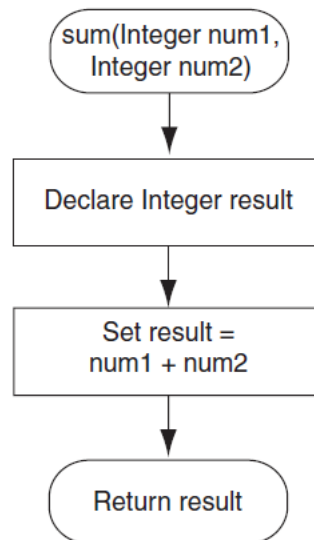 sum(Integer num1,
Integer num2)
Declare Integer result
Set result =
num1 + num2
Return result